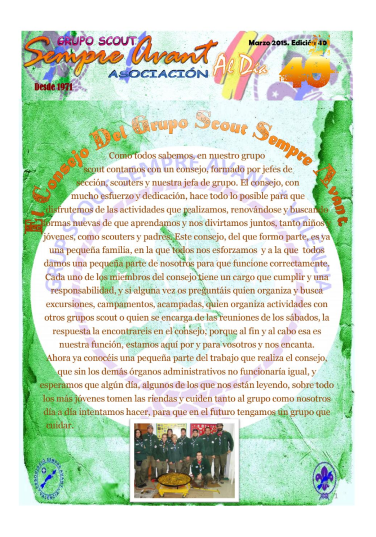 GRUPO SCOUT
Sempre Avant
ASOCIACIÓN
Desde 1971
Al Día
Marzo 2015. Edición 40
40
El Consejo Del Grupo Scout Sempre Avant
Como todos sabemos, en nuestro grupo
scout contamos con un consejo, formado por jefes de
sección, scouters y nuestra jefa de grupo. El consejo, con
mucho esfuerzo y dedicación, hace todo lo posible para que
disfrutemos de las actividades que realizamos, renovándose y buscando
formas nuevas de que aprendamos y nos divirtamos juntos, tanto niños,
jóvenes, como scouters y padres. Este consejo, del que formo parte, es ya
una pequeña familia, en la que todos nos esforzamos y a la que todos
damos una pequeña parte de nosotros para que funcione correctamente.
Cada uno de los miembros del consejo tiene un cargo que cumplir y una
responsabilidad, y si alguna vez os preguntáis quien organiza y busca
excursiones, campamentos, acampadas, quien organiza actividades con
otros grupos scout o quien se encarga de las reuniones de los sábados, la
respuesta la encontrareis en el consejo, porque al fin y al cabo esa es
nuestra función, estamos aquí por y para vosotros y nos encanta.
Ahora ya conocéis una pequeña parte del trabajo que realiza el consejo,
que sin los demás órganos administrativos no funcionaría igual, y
esperamos que algún día, algunos de los que nos están leyendo, sobre todo
los más jóvenes tomen las riendas y cuiden tanto al grupo como nosotros
día a día intentamos hacer, para que en el futuro tengamos un grupo que
cuidar.